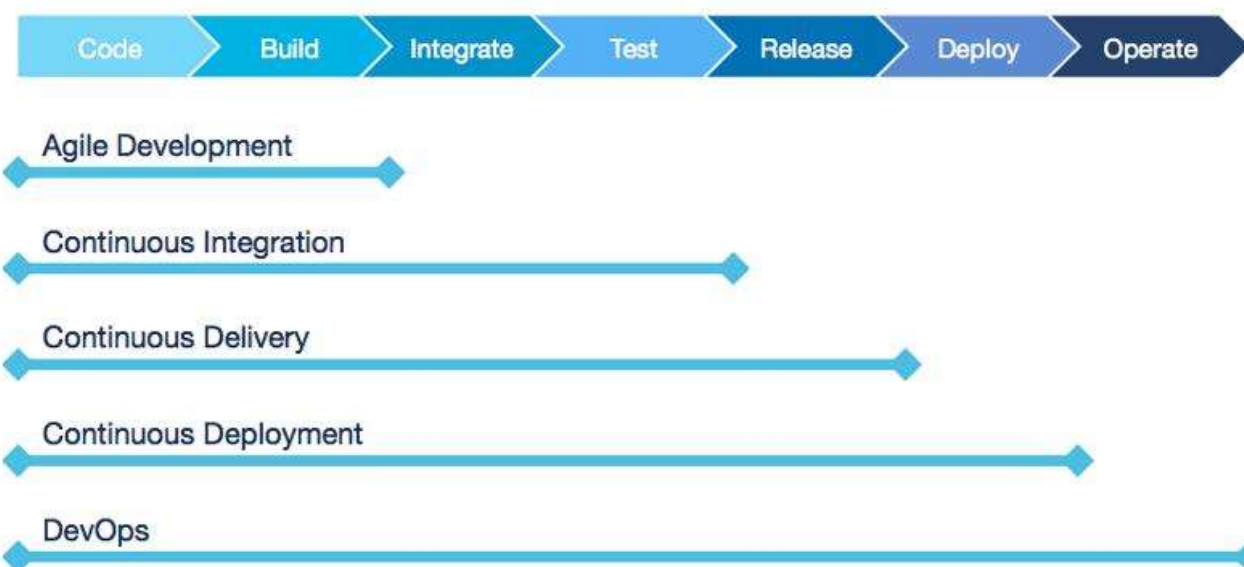 Code Build Integrate Test Release Deploy Operate
Agile Development
Continuous Integration
Continuous Delivery
Continuous Deployment
DevOps